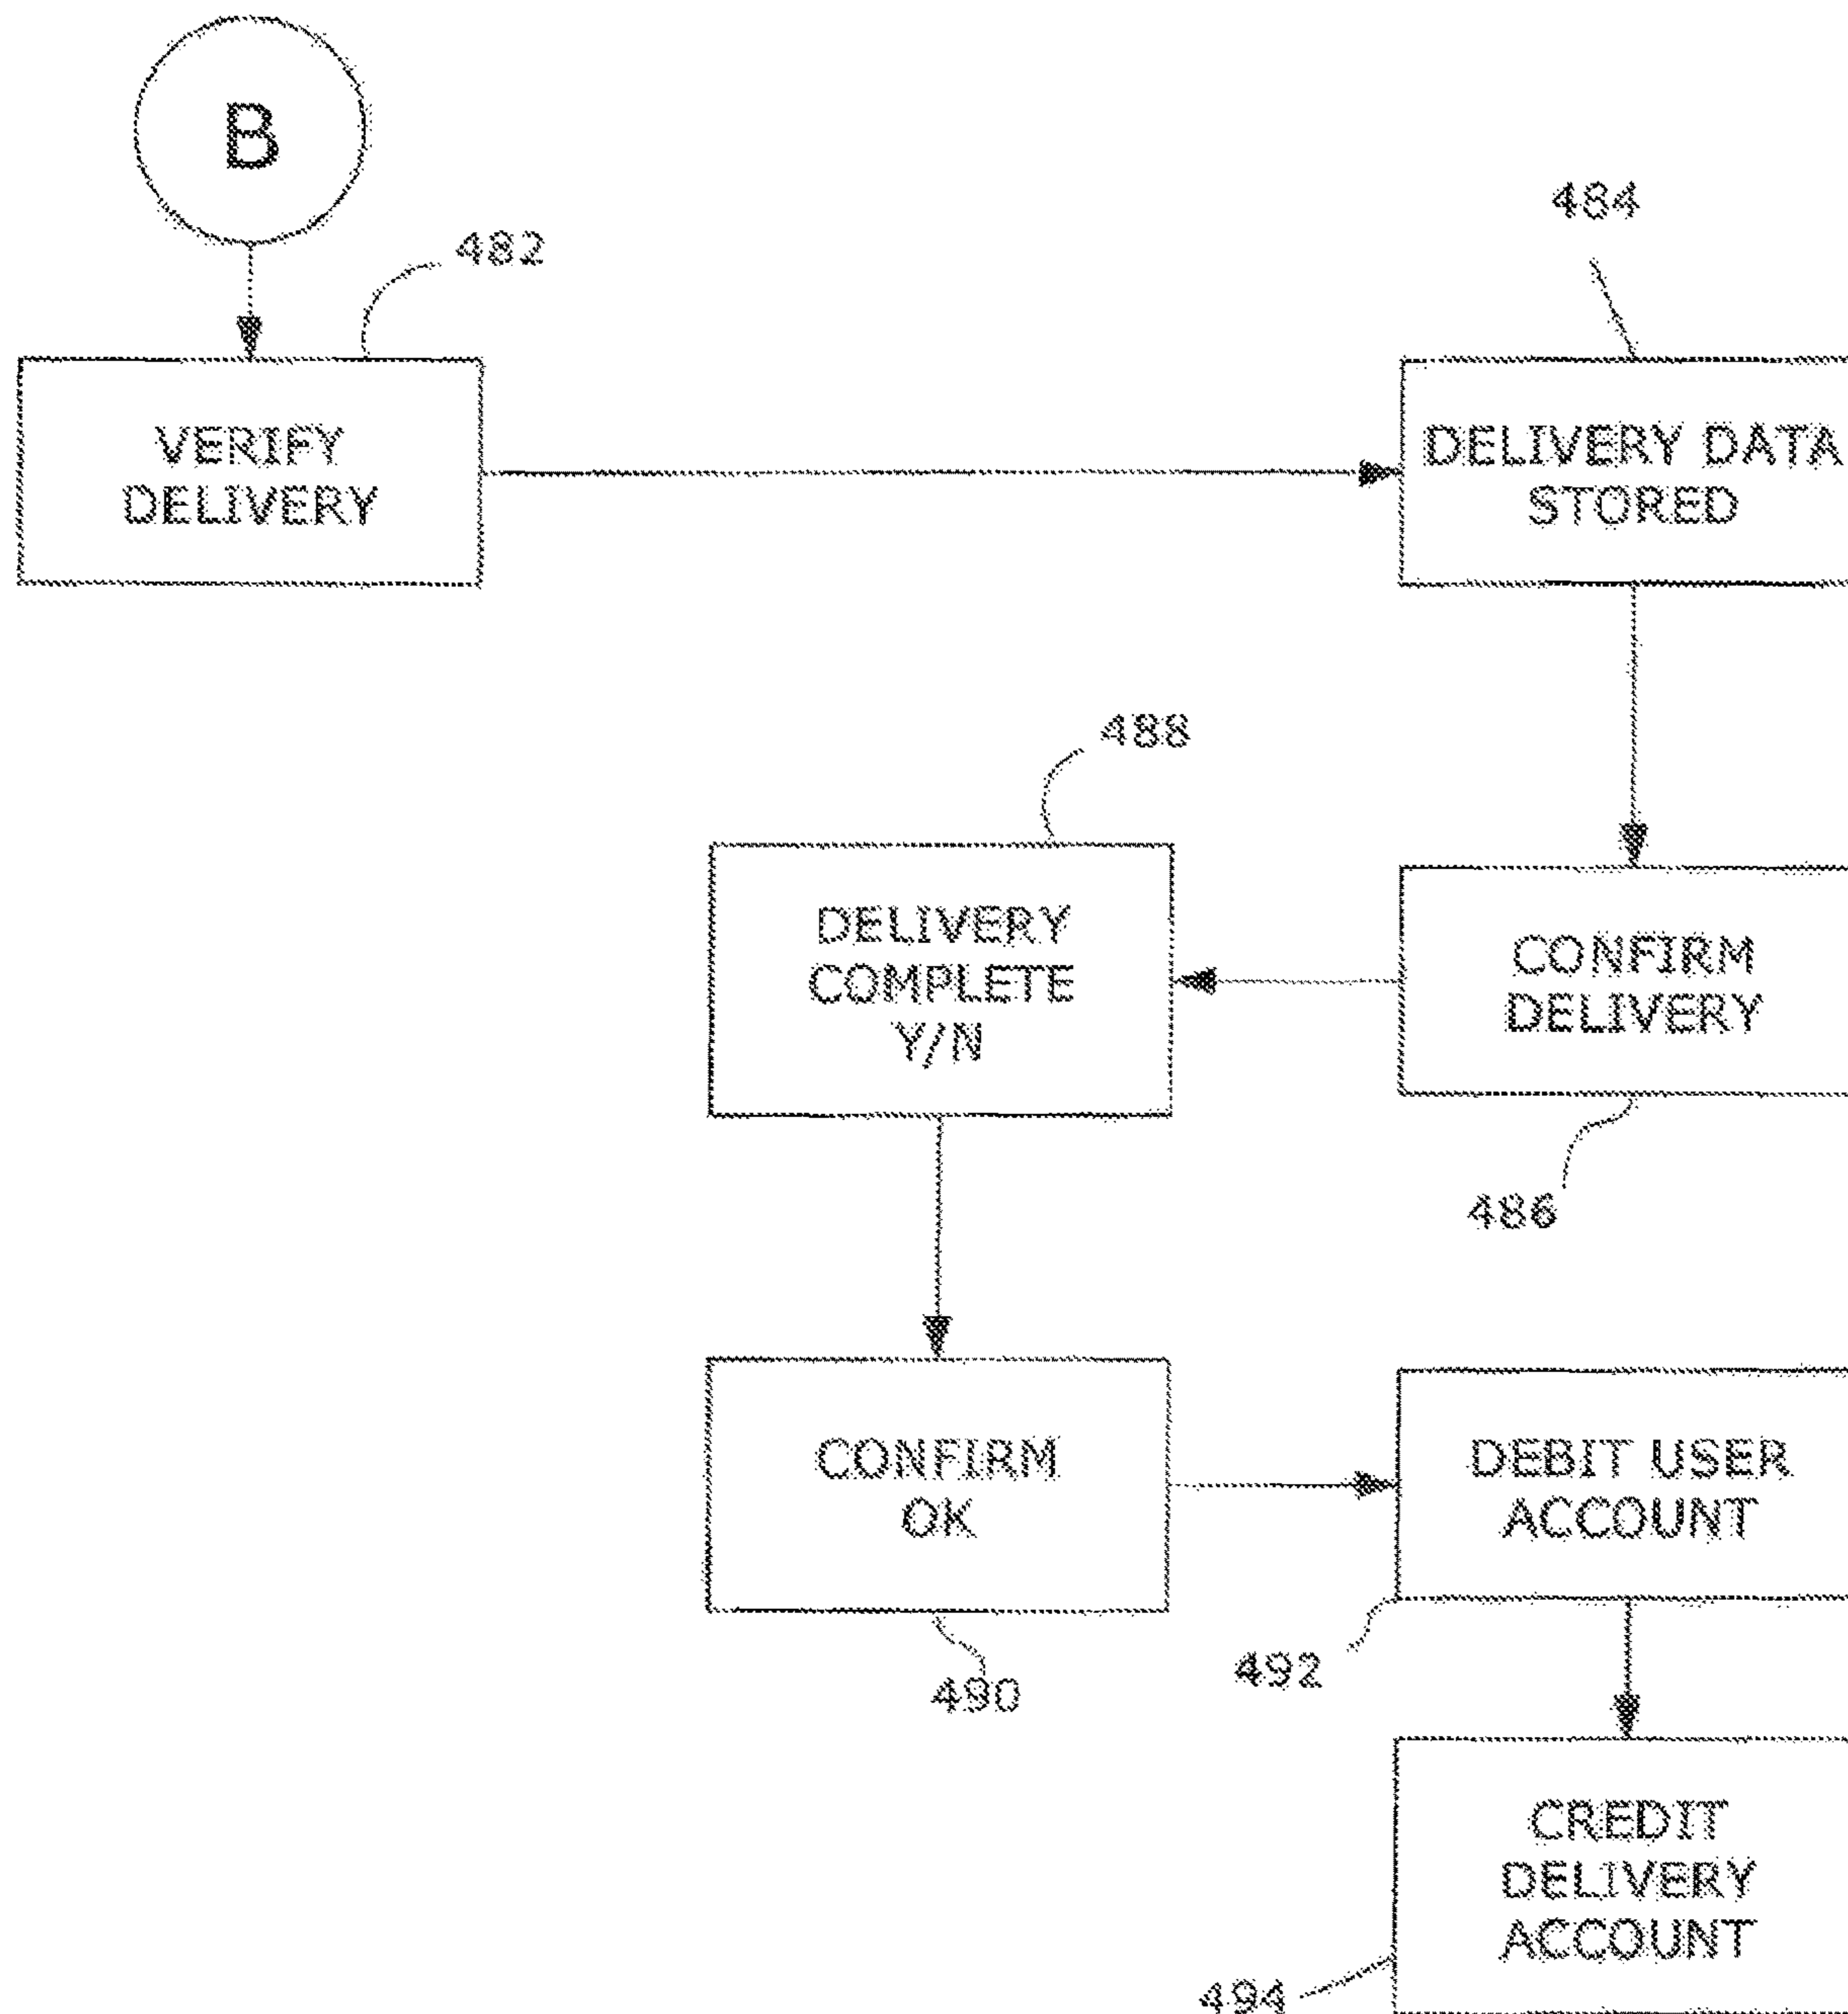 B
482
484
VERIFY
DELIVERY
DELIVERY DATA
STORED
488
DELIVERY
COMPLETE
Y/N
CONFIRM
DELIVERY
486
CONFIRM
OK
DEBIT USER
ACCOUNT
490
492
CREDIT
DELIVERY
ACCOUNT
494